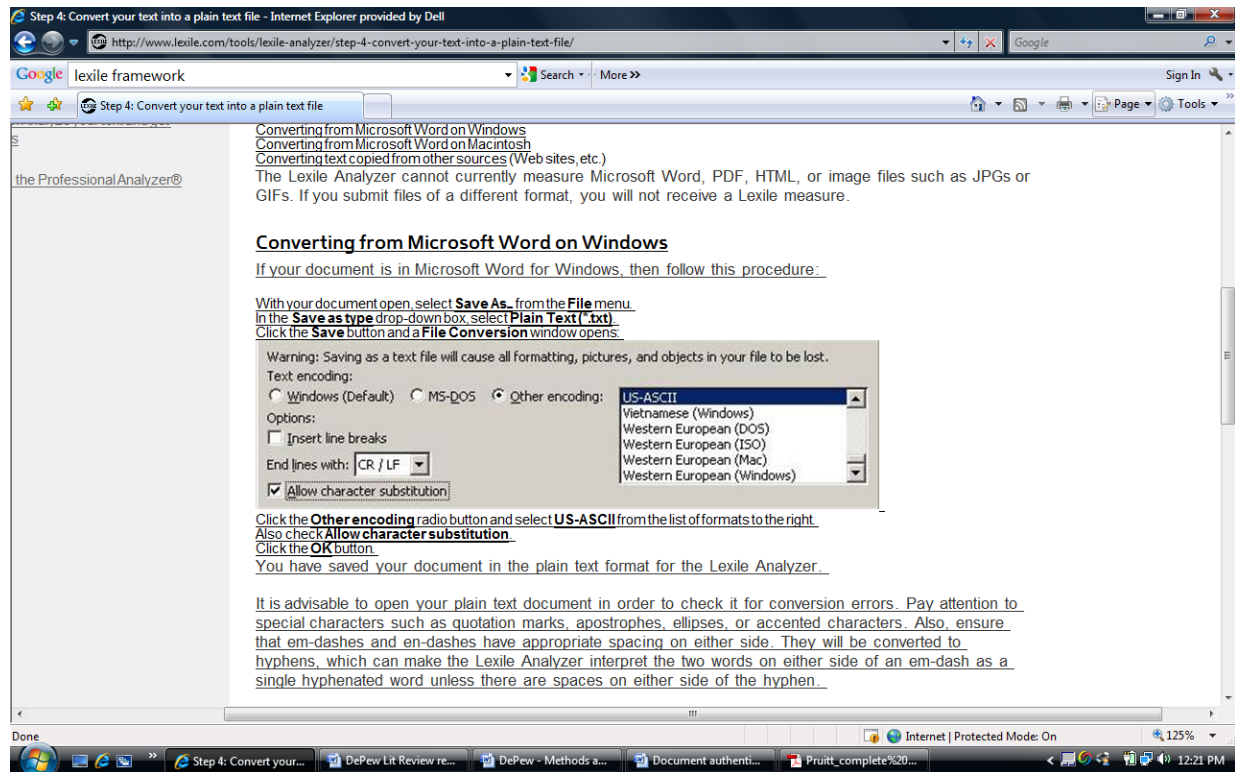 Step 4: Convert your text into a plain text file - Internet Explorer provided by Dell
http://www.lexile.com/tools/lexile-analyzer/step-4-convert-your-text-into-a-plain-text-file/
Google
Google lexile framework Search More >> Sign In
Step 4: Convert your text into a plain text file Page Tools
s
the Professional Analyzer®
Converting from Microsoft Word on Windows
Converting from Microsoft Word on Macintosh
Converting text copied from other sources (Web sites, etc.)
The Lexile Analyzer cannot currently measure Microsoft Word, PDF, HTML, or image files such as JPGs or
GIFs. If you submit files of a different format, you will not receive a Lexile measure.
Converting from Microsoft Word on Windows
If your document is in Microsoft Word for Windows, then follow this procedure:
With your document open, select Save As... from the File menu.
In the Save as type drop-down box, select Plain Text (*.txt).
Click the Save button and a File Conversion window opens:
Warning: Saving as a text file will cause all formatting, pictures, and objects in your file to be lost.
Text encoding:
Windows (Default) MS-DOS Other encoding:
US-ASCII
Vietnamese (Windows)
Western European (DOS)
Western European (ISO)
Western European (Mac)
Western European (Windows)
Options:
Insert line breaks
End lines with: CR / LF
Allow character substitution
Click the Other encoding radio button and select US-ASCII from the list of formats to the right.
Also check Allow character substitution.
Click the OK button.
You have saved your document in the plain text format for the Lexile Analyzer.
It is advisable to open your plain text document in order to check it for conversion errors. Pay attention to
special characters such as quotation marks, apostrophes, ellipses, or accented characters. Also, ensure
that em-dashes and en-dashes have appropriate spacing on either side. They will be converted to
hyphens, which can make the Lexile Analyzer interpret the two words on either side of an em-dash as a
single hyphenated word unless there are spaces on either side of the hyphen.
Done Internet | Protected Mode: On 125%
Step 4: Convert your... DePew Lit Review re... DePew - Methods a... Document authenti... Pruitt_complete%20... 12:21 PM